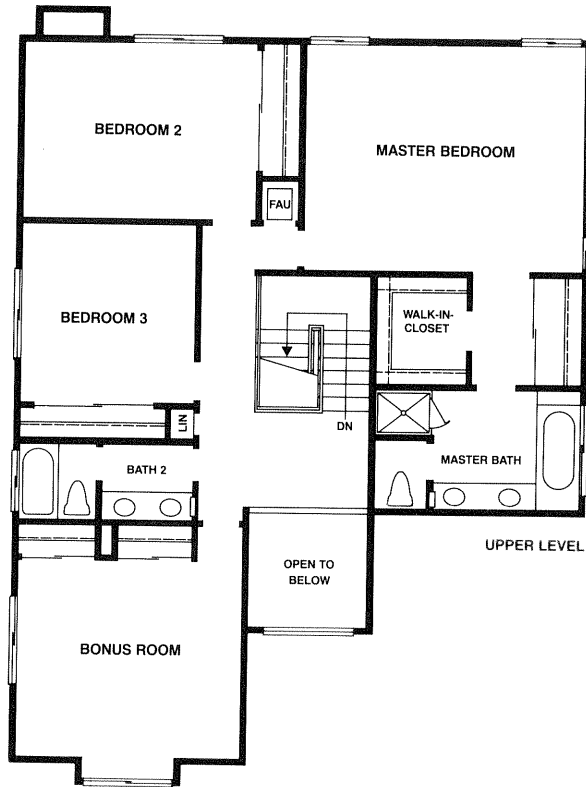 BEDROOM 2
MASTER BEDROOM
FAU
BEDROOM 3
WALK-IN-
CLOSET
LIN
DN
BATH 2
MASTER BATH
UPPER LEVEL
OPEN TO
BELOW
BONUS ROOM